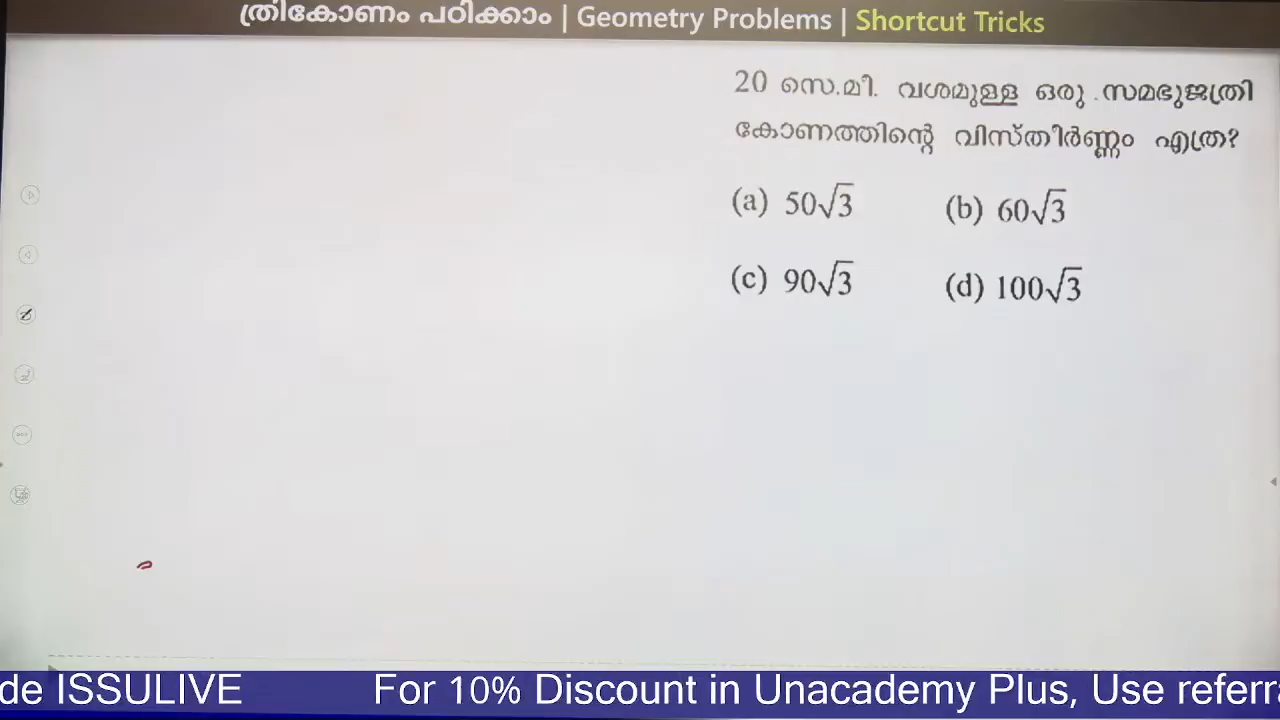 ത്രികോണം പഠിക്കാം | Geometry Problems | Shortcut Tricks
20 സെ.മീ. വശമുള്ള ഒരു സമഭുജത്രി
കോണത്തിന്റെ വിസ്തീർണ്ണം എത്ര?
(a) 50√3 (b) 60√3
(c) 90√3 (d) 100√3
de ISSULIVE For 10% Discount in Unacademy Plus, Use referr